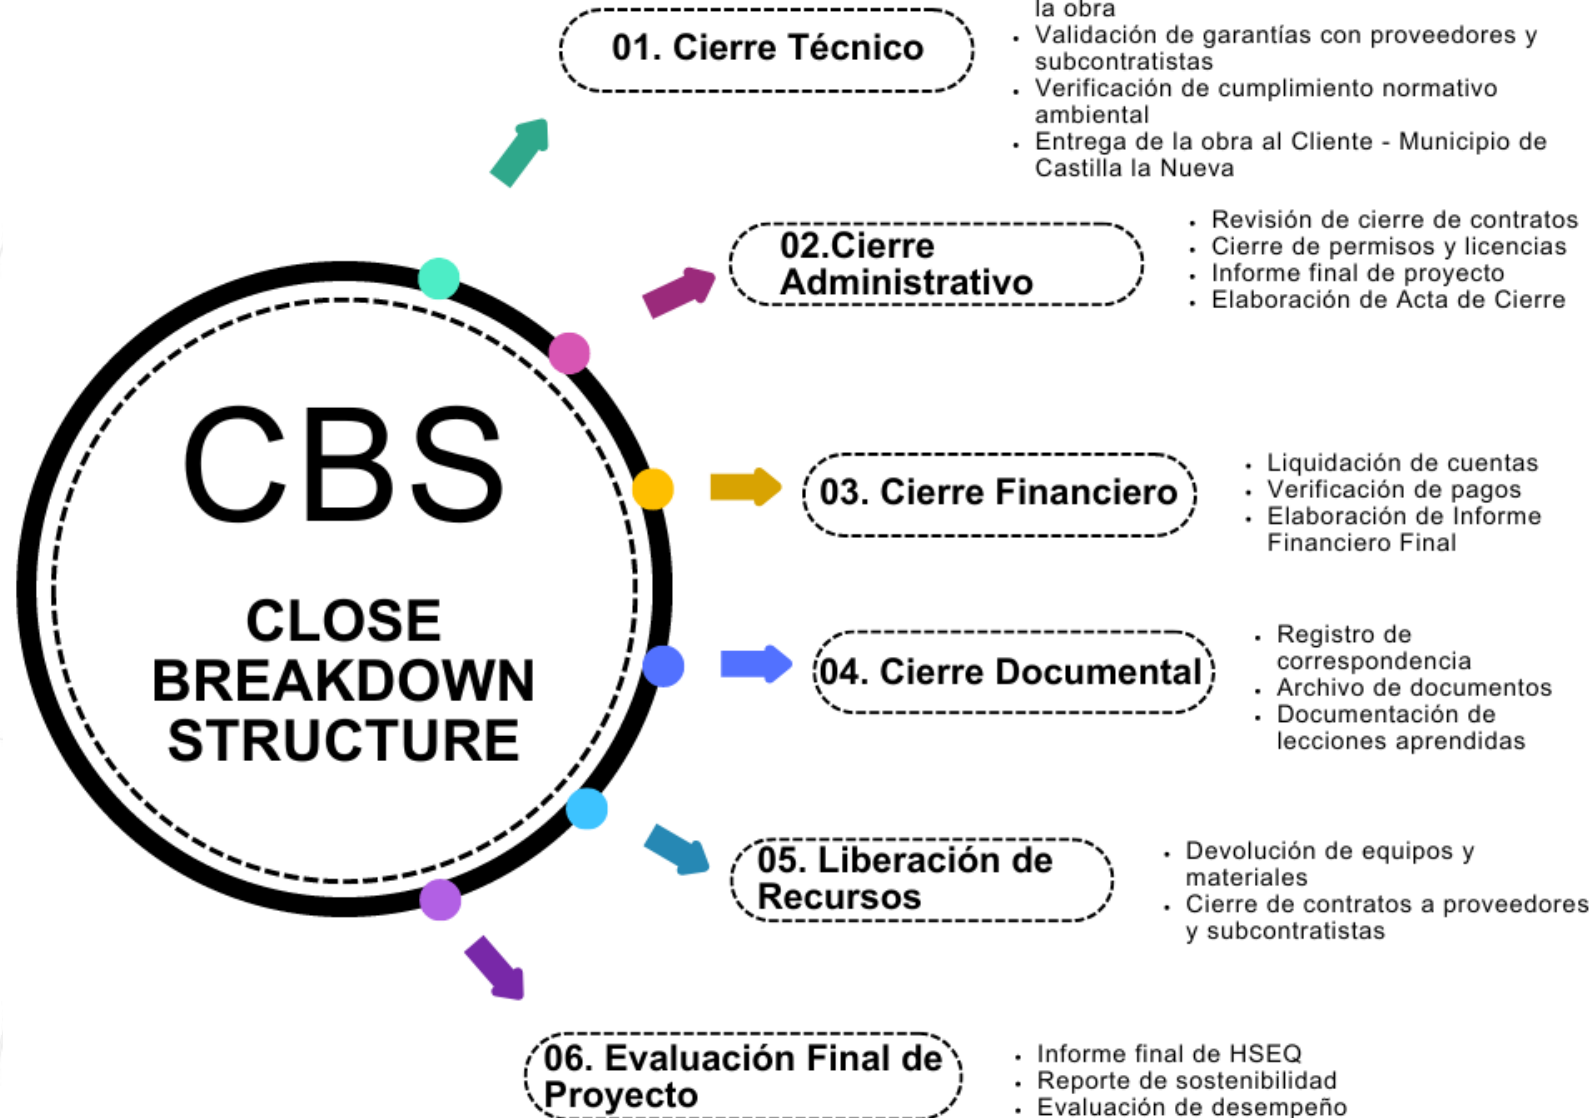 CBS
CLOSE
BREAKDOWN
STRUCTURE
01. Cierre Técnico
la obra
• Validación de garantías con proveedores y
subcontratistas
• Verificación de cumplimiento normativo
ambiental
• Entrega de la obra al Cliente - Municipio de
Castilla la Nueva
02.Cierre
Administrativo
• Revisión de cierre de contratos
• Cierre de permisos y licencias
• Informe final de proyecto
• Elaboración de Acta de Cierre
03. Cierre Financiero
• Liquidación de cuentas
• Verificación de pagos
• Elaboración de Informe
Financiero Final
04. Cierre Documental
• Registro de
correspondencia
• Archivo de documentos
• Documentación de
lecciones aprendidas
05. Liberación de
Recursos
• Devolución de equipos y
materiales
• Cierre de contratos a proveedores
y subcontratistas
06. Evaluación Final de
Proyecto
• Informe final de HSEQ
• Reporte de sostenibilidad
• Evaluación de desempeño